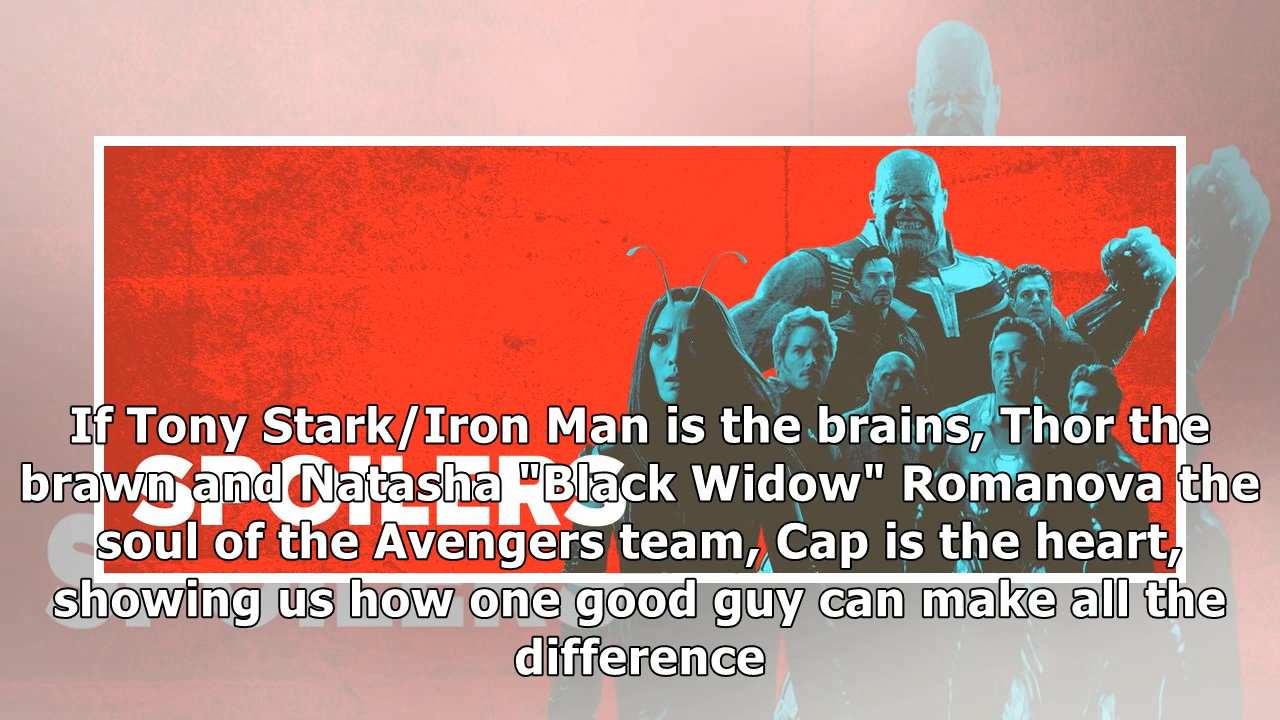 If Tony Stark/Iron Man is the brains, Thor the
brawn and Natasha "Black Widow" Romanova the
SPOILERS
soul of the Avengers team, Cap is the heart,
showing us how one good guy can make all the
difference
SPOILERS